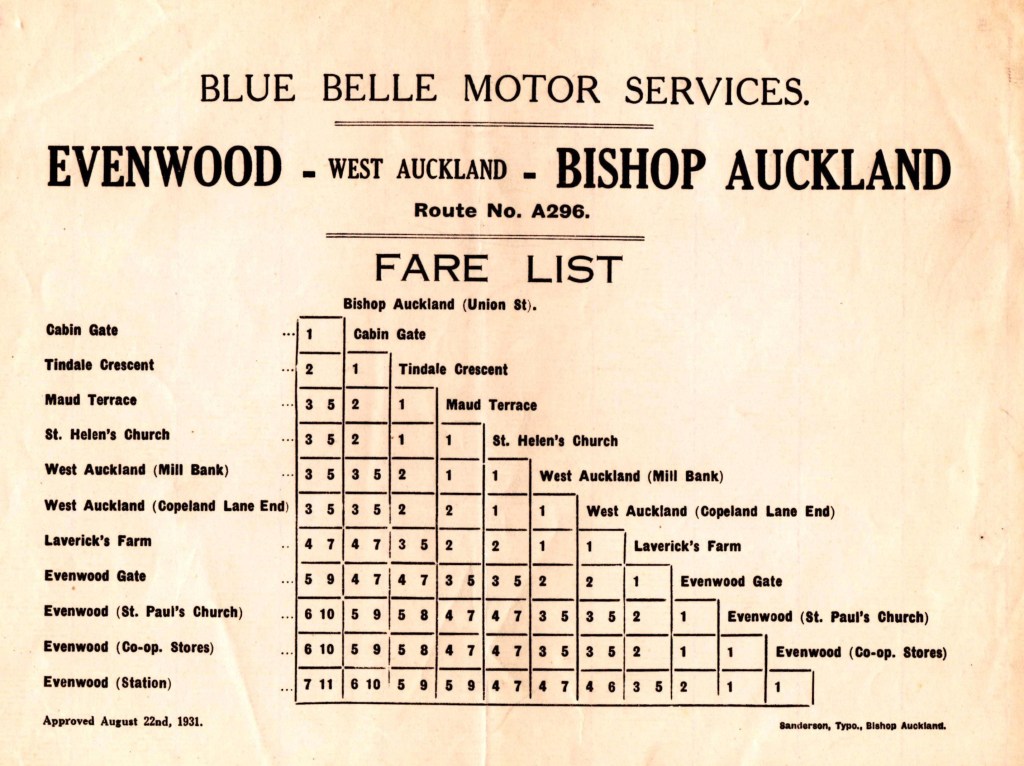 BLUE BELLE MOTOR SERVICES.
EVENWOOD - WEST AUCKLAND - BISHOP AUCKLAND
Route No. A296.
FARE LIST
Bishop Auckland (Union St).
Cabin Gate ... 1 Cabin Gate
Tindale Crescent ... 2 1 Tindale Crescent
Maud Terrace ... 3 5 2 1 Maud Terrace
St. Helen's Church ... 3 5 2 1 1 St. Helen's Church
West Auckland (Mill Bank) ... 3 5 3 5 2 1 1 West Auckland (Mill Bank)
West Auckland (Copeland Lane End) 3 5 3 5 2 2 1 1 West Auckland (Copeland Lane End)
Laverick's Farm .. 4 7 4 7 3 5 2 2 1 1 Laverick's Farm
Evenwood Gate ... 5 9 4 7 4 7 3 5 3 5 2 2 1 Evenwood Gate
Evenwood (St. Paul's Church) ... 6 10 5 9 5 8 4 7 4 7 3 5 3 5 2 1 Evenwood (St. Paul's Church)
Evenwood (Co-op. Stores) ... 6 10 5 9 5 8 4 7 4 7 3 5 3 5 2 1 1 Evenwood (Co-op. Stores)
Evenwood (Station) ... 7 11 6 10 5 9 5 9 4 7 4 7 4 6 3 5 2 1 1
Approved August 22nd, 1931.
Sanderson, Typo., Bishop Auckland.